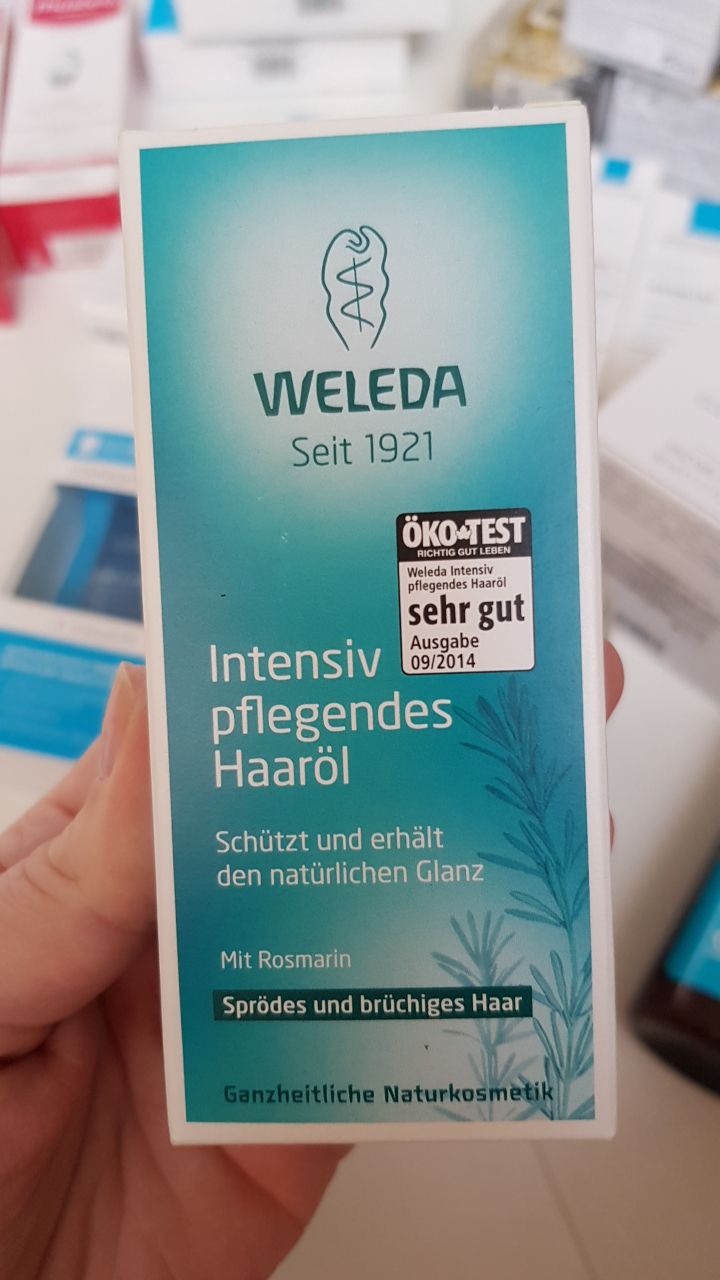 WELEDA
Seit 1921
ÖKO TEST
RICHTIG GUT LEBEN
Weleda Intensiv
pflegendes Haaröl
sehr gut
Ausgabe
09/2014
Intensiv
pflegendes
Haaröl
Schützt und erhält
den natürlichen Glanz
Mit Rosmarin
Sprödes und brüchiges Haar
Ganzheitliche Naturkosmetik